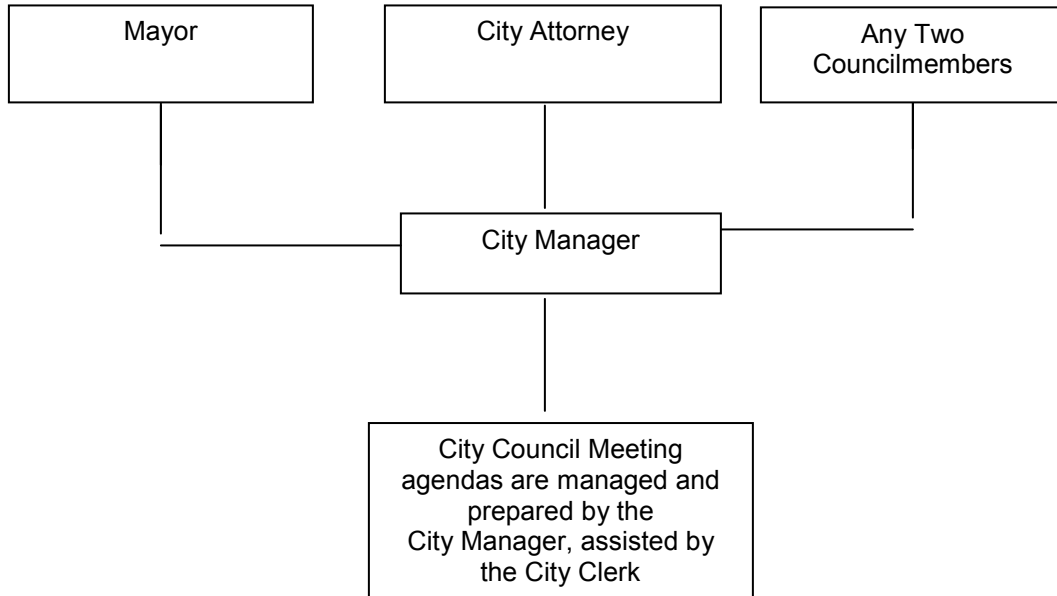 Mayor
City Attorney
Any Two
Councilmembers
City Manager
City Council Meeting
agendas are managed and
prepared by the
City Manager, assisted by
the City Clerk